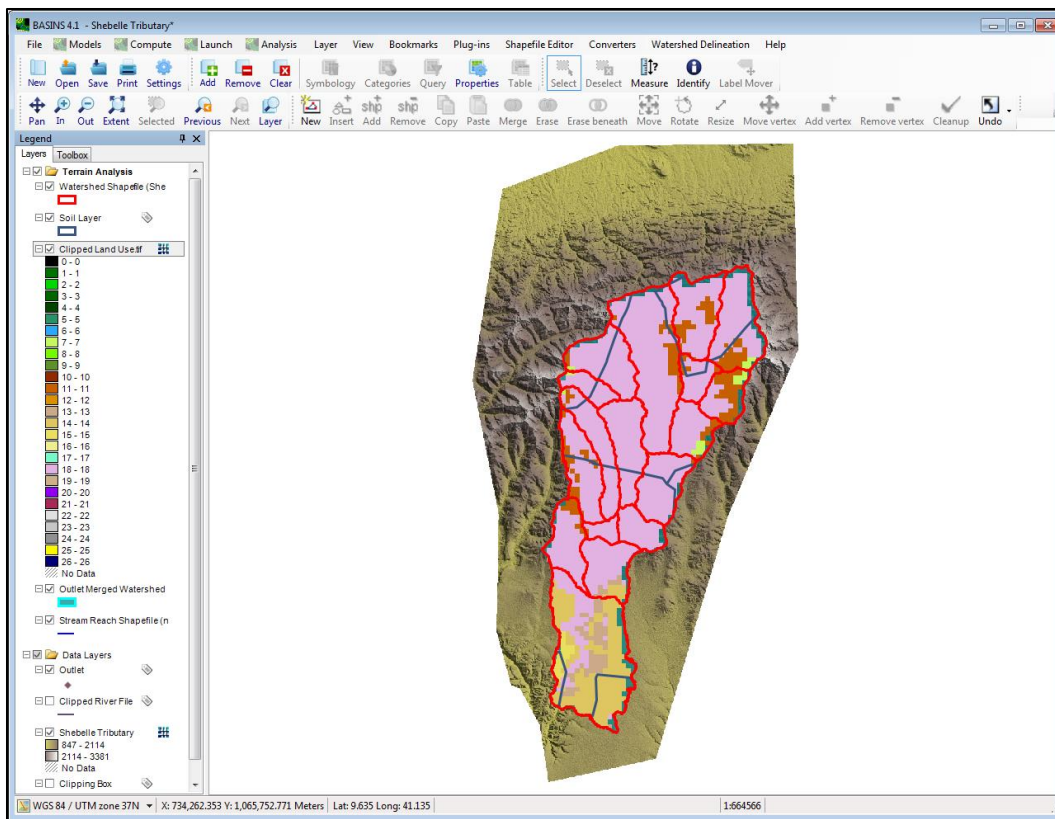 BASINS 4.1 - Shebelle Tributary*
File Models Compute Launch Analysis Layer View Bookmarks Plug-ins Shapefile Editor Converters Watershed Delineation Help
New Open Save Print Settings Add Remove Clear Symbology Categories Query Properties Table Select Deselect Measure Identify Label Mover
Pan In Out Extent Selected Previous Next Layer New Insert Add Remove Copy Paste Merge Erase Erase beneath Move Rotate Resize Move vertex Add vertex Remove vertex Cleanup Undo
Legend
Layers Toolbox
Terrain Analysis
Watershed Shapefile (She
Soil Layer
Clipped Land Use.tif
0 - 0
1 - 1
2 - 2
3 - 3
4 - 4
5 - 5
6 - 6
7 - 7
8 - 8
9 - 9
10 - 10
11 - 11
12 - 12
13 - 13
14 - 14
15 - 15
16 - 16
17 - 17
18 - 18
19 - 19
20 - 20
21 - 21
22 - 22
23 - 23
24 - 24
25 - 25
26 - 26
No Data
Outlet Merged Watershed
Stream Reach Shapefile (n
Data Layers
Outlet
Clipped River File
Shebelle Tributary
847 - 2114
2114 - 3381
No Data
Clipping Box
WGS 84 / UTM zone 37N X: 734,262.353 Y: 1,065,752.771 Meters Lat: 9.635 Long: 41.135 1:664566